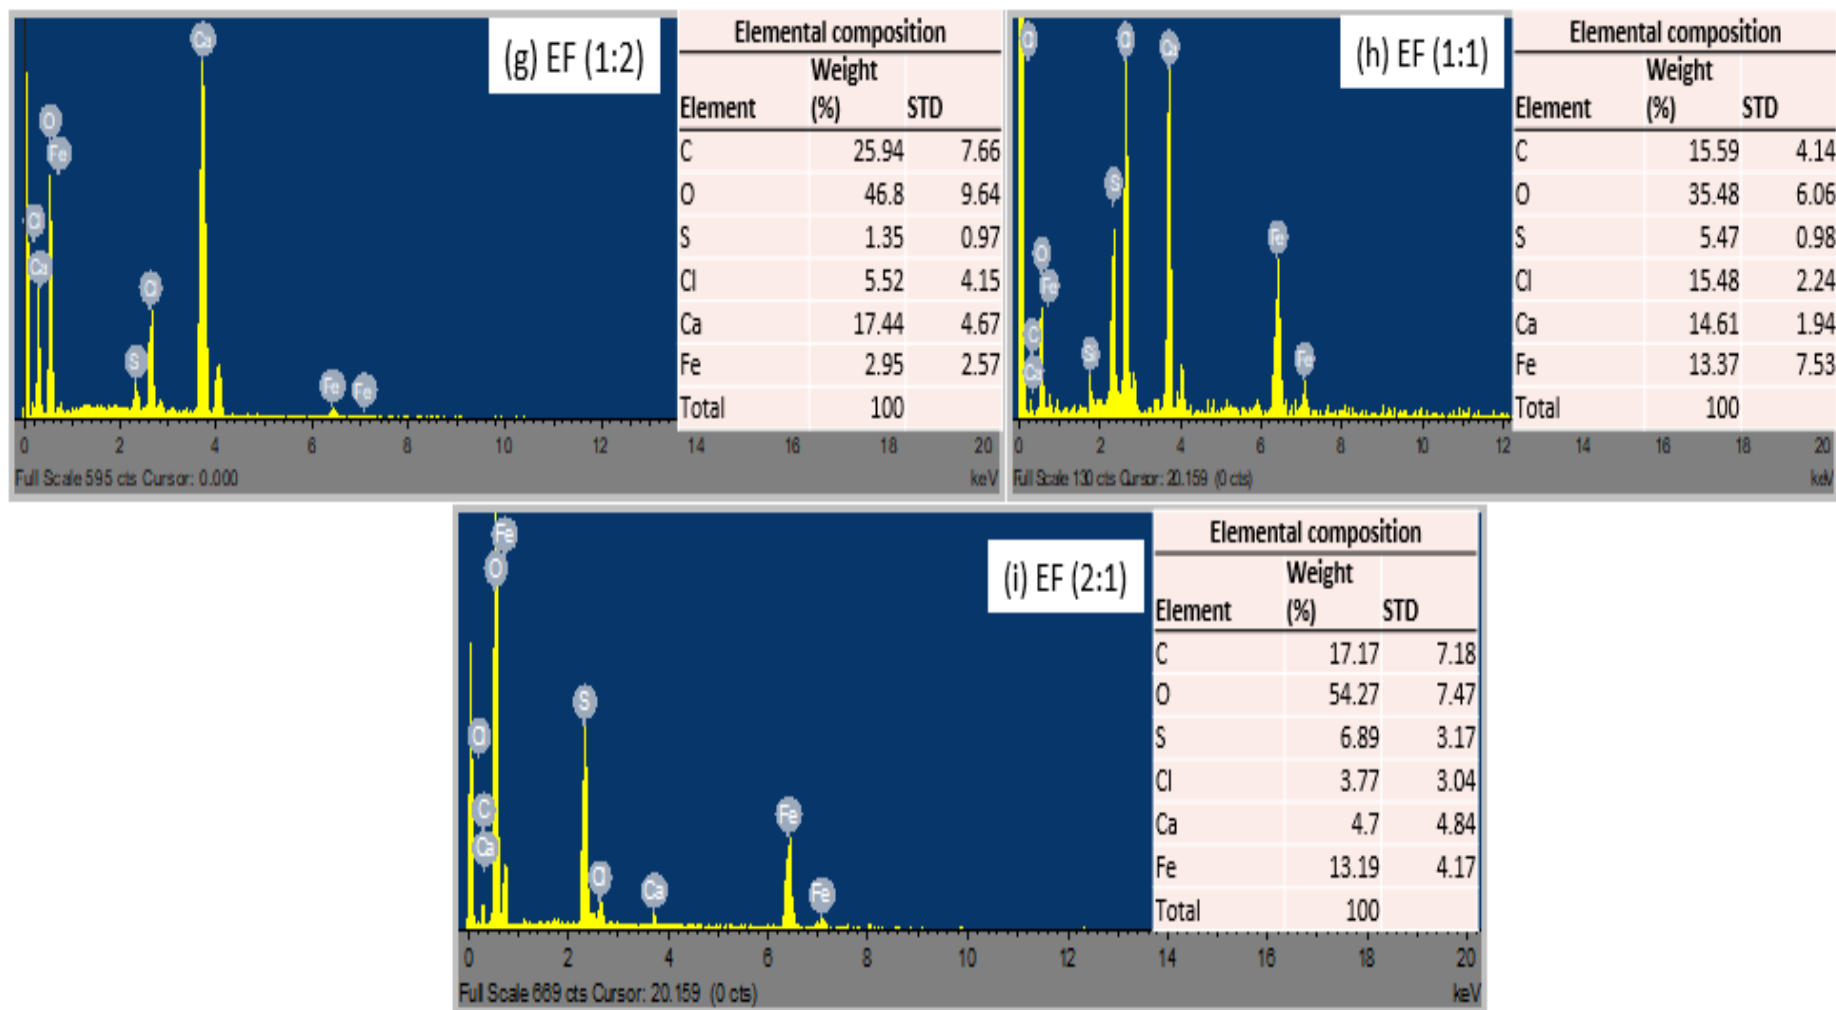 (g) EF (1:2)
Ca
O
Fe
Cl
Ca
S
Cl
Fe
Fe
0 2 4 6 8 10 12 14 16 18 20
Full Scale 595 cts Cursor: 0.000 keV
Elemental composition
Element Weight (%) STD
C 25.94 7.66
O 46.8 9.64
S 1.35 0.97
Cl 5.52 4.15
Ca 17.44 4.67
Fe 2.95 2.57
Total 100
(h) EF (1:1)
Cl
Cl
Ca
S
O
Fe
Fe
C
Ca
Fe
0 2 4 6 8 10 12 14 16 18 20
Full Scale 130 cts Cursor: 20.159 (0 cts) keV
Elemental composition
Element Weight (%) STD
C 15.59 4.14
O 35.48 6.06
S 5.47 0.98
Cl 15.48 2.24
Ca 14.61 1.94
Fe 13.37 7.53
Total 100
(i) EF (2:1)
Fe
O
S
Cl
C
Ca
Fe
Cl
Ca
Fe
0 2 4 6 8 10 12 14 16 18 20
Full Scale 669 cts Cursor: 20.159 (0 cts) keV
Elemental composition
Element Weight (%) STD
C 17.17 7.18
O 54.27 7.47
S 6.89 3.17
Cl 3.77 3.04
Ca 4.7 4.84
Fe 13.19 4.17
Total 100